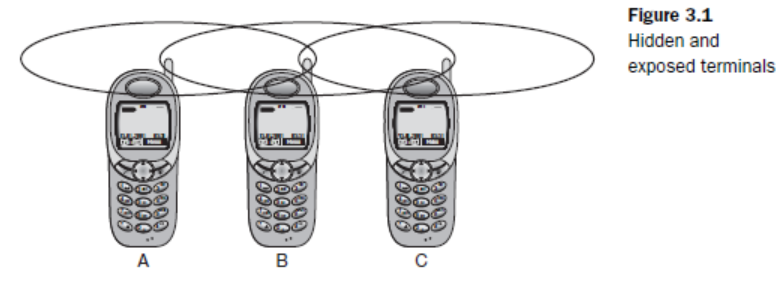 Figure 3.1
Hidden and
exposed terminals
A B C